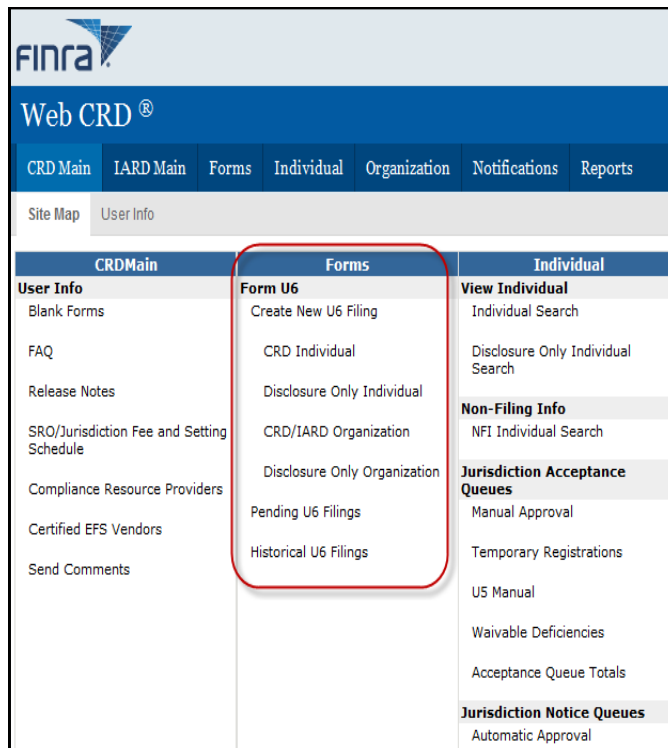 FINRA
Web CRD ®
CRD Main IARD Main Forms Individual Organization Notifications Reports
Site Map User Info
CRDMain
User Info
Blank Forms
FAQ
Release Notes
SRO/Jurisdiction Fee and Setting
Schedule
Compliance Resource Providers
Certified EFS Vendors
Send Comments
Forms
Form U6
Create New U6 Filing
CRD Individual
Disclosure Only Individual
CRD/IARD Organization
Disclosure Only Organization
Pending U6 Filings
Historical U6 Filings
Individual
View Individual
Individual Search
Disclosure Only Individual
Search
Non-Filing Info
NFI Individual Search
Jurisdiction Acceptance
Queues
Manual Approval
Temporary Registrations
U5 Manual
Waivable Deficiencies
Acceptance Queue Totals
Jurisdiction Notice Queues
Automatic Approval